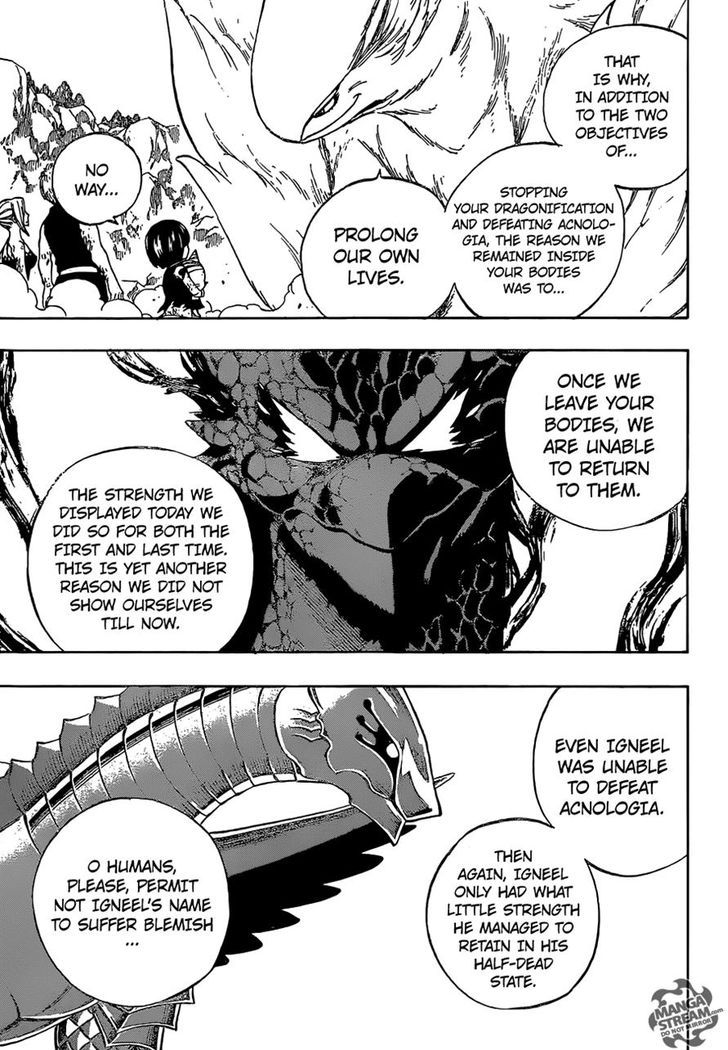 THAT
IS WHY,
IN ADDITION
TO THE TWO
OBJECTIVES
OF...
STOPPING
YOUR DRAGONIFICATION
AND DEFEATING ACNOLO-
GIA, THE REASON WE
REMAINED INSIDE
YOUR BODIES
WAS TO...
PROLONG
OUR OWN
LIVES.
NO
WAY...
ONCE WE
LEAVE YOUR
BODIES, WE
ARE UNABLE
TO RETURN
TO THEM.
THE STRENGTH WE
DISPLAYED TODAY WE
DID SO FOR BOTH THE
FIRST AND LAST TIME.
THIS IS YET ANOTHER
REASON WE DID NOT
SHOW OURSELVES
TILL NOW.
EVEN IGNEEL
WAS UNABLE
TO DEFEAT
ACNOLOGIA.
THEN
AGAIN, IGNEEL
ONLY HAD WHAT
LITTLE STRENGTH
HE MANAGED TO
RETAIN IN HIS
HALF-DEAD
STATE.
O HUMANS,
PLEASE, PERMIT
NOT IGNEEL'S NAME
TO SUFFER BLEMISH
...
MANGA
STREAM.com
DO NOT MIRROR!